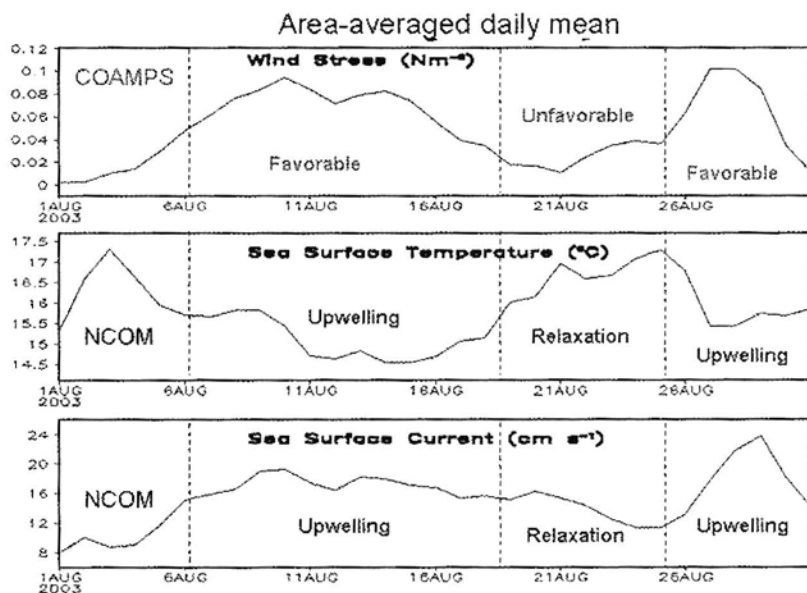 Area-averaged daily mean
Wind Stress (Nm⁻²)
COAMPS
Favorable
Unfavorable
Favorable
0.12
0.1
0.08
0.06
0.04
0.02
0
1AUG 6AUG 11AUG 16AUG 21AUG 26AUG
2003
Sea Surface Temperature (°C)
NCOM
Upwelling
Relaxation
Upwelling
17.5
17
16.5
16
15.5
15
14.5
1AUG 6AUG 11AUG 16AUG 21AUG 26AUG
2003
Sea Surface Current (cm s⁻¹)
NCOM
Upwelling
Relaxation
Upwelling
24
20
16
12
8
1AUG 6AUG 11AUG 16AUG 21AUG 26AUG
2003